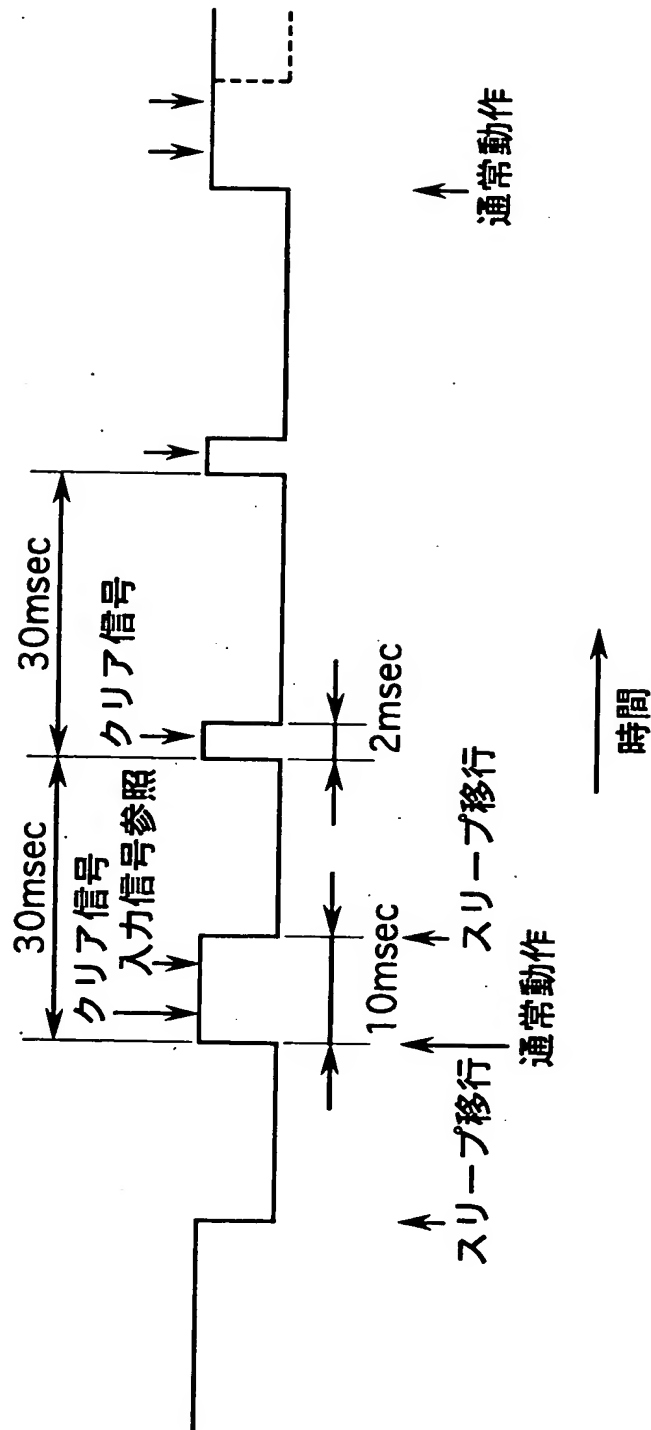 30msec
30msec
クリア信号
入力信号参照
クリア信号
10msec
2msec
スリープ移行
通常動作
スリープ移行
通常動作
時間